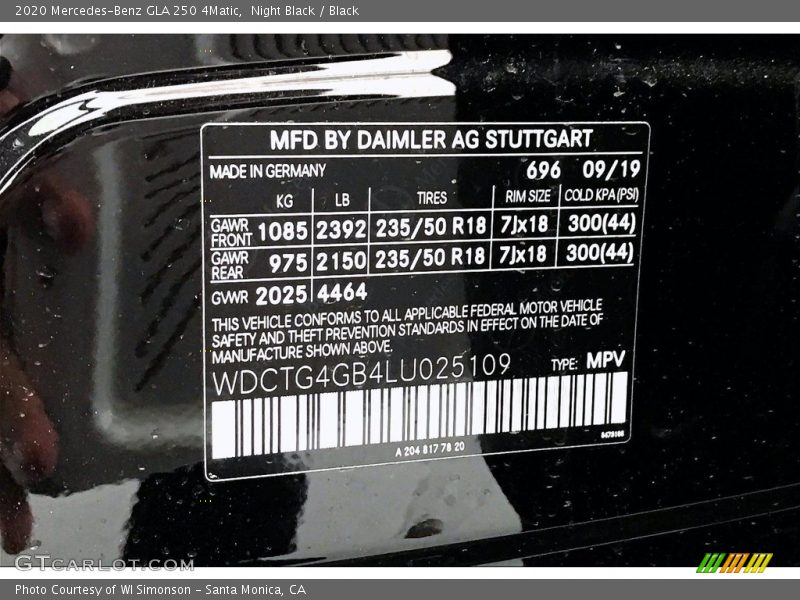 2020 Mercedes-Benz GLA 250 4Matic,  Night Black / Black
MFD BY DAIMLER AG STUTTGART
MADE IN GERMANY 696 09/19
KG LB TIRES RIM SIZE COLD KPA(PSI)
GAWR FRONT 1085 2392 235/50 R18 7Jx18 300(44)
GAWR REAR 975 2150 235/50 R18 7Jx18 300(44)
GWR 2025 4464
THIS VEHICLE CONFORMS TO ALL APPLICABLE FEDERAL MOTOR VEHICLE
SAFETY AND THEFT PREVENTION STANDARDS IN EFFECT ON THE DATE OF
MANUFACTURE SHOWN ABOVE.
WDCTG4GB4LU025109 TYPE: MPV
A 204 817 78 20
GTCARLOT.COM
Photo Courtesy of WI Simonson - Santa Monica, CA